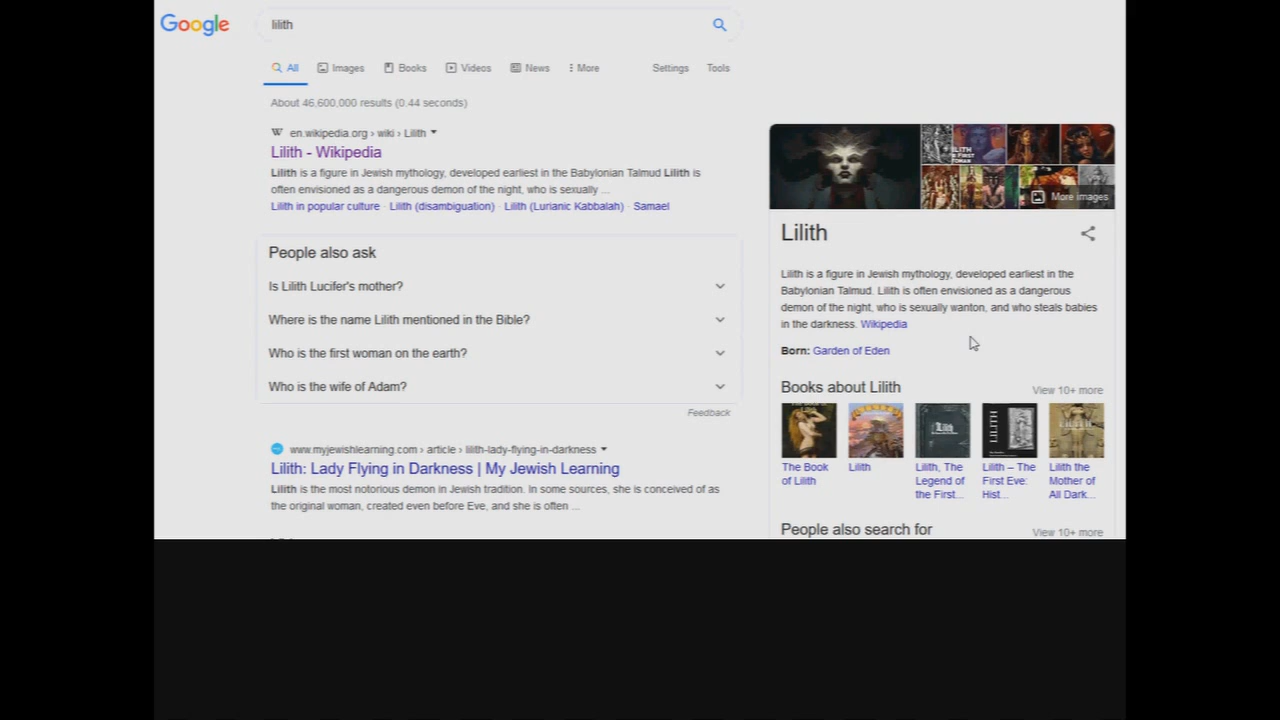 Google
lilith
All Images Books Videos News More Settings Tools
About 46,600,000 results (0.44 seconds)
W en.wikipedia.org › wiki › Lilith
Lilith - Wikipedia
Lilith is a figure in Jewish mythology, developed earliest in the Babylonian Talmud Lilith is
often envisioned as a dangerous demon of the night, who is sexually ...
Lilith in popular culture · Lilith (disambiguation) · Lilith (Lurianic Kabbalah) · Samael
People also ask
Is Lilith Lucifer's mother?
Where is the name Lilith mentioned in the Bible?
Who is the first woman on the earth?
Who is the wife of Adam?
Feedback
www.myjewishlearning.com › article › lilith-lady-flying-in-darkness
Lilith: Lady Flying in Darkness | My Jewish Learning
Lilith is the most notorious demon in Jewish tradition. In some sources, she is conceived of as
the original woman, created even before Eve, and she is often ...
More images
Lilith
Lilith is a figure in Jewish mythology, developed earliest in the
Babylonian Talmud. Lilith is often envisioned as a dangerous
demon of the night, who is sexually wanton, and who steals babies
in the darkness. Wikipedia
Born: Garden of Eden
Books about Lilith
View 10+ more
The Book
of Lilith
Lilith
Lilith, The
Legend of
the First...
Lilith – The
First Eve:
Hist...
Lilith the
Mother of
All Dark...
People also search for
View 10+ more